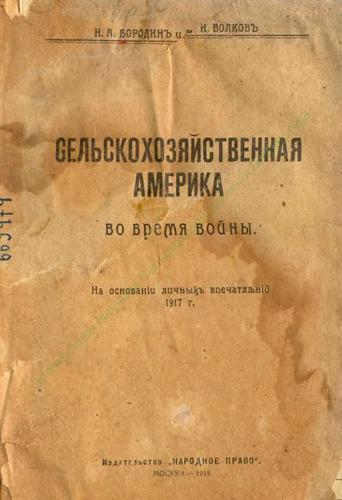 Н. А. БОРОДИНЪ и И. ВОЛКОВЪ
СЕЛЬСКОХОЗЯЙСТВЕННАЯ
АМЕРИКА
ВО ВРЕМЯ ВОЙНЫ.
На основаніи личныхъ впечатлѣній
1917 г.
Издательство „НАРОДНОЕ ПРАВО".
МОСКВА — 1918.